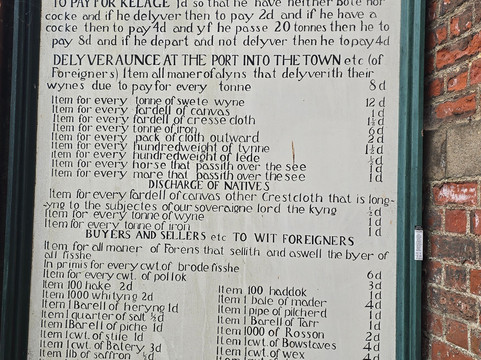 TO PAY FOR KELAGE 1d so that he have neither bote nor
cocke and if he delyver then to pay 2d and if he have a
cocke then to pay 4d and yf he passe 20 tonnes then he to
pay 8d and if he depart and not delyver then he to pay 4d
DELYVERAUNCE AT THE PORT INTO THE TOWN etc (of
Foreigners) Item all maner of alyns that delyverith their
wynes due to pay for every tonne 8d
Item for every tonne of swete wyne 12d
Item for every fardell of canvas 1d
Item for every fardell of cresse cloth 1½d
Item for every tonne of iron 6d
Item for every pack of cloth outward 2d
Item for every hundredweight of tynne 1½d
Item for every hundredweight of lede ½d
Item for every horse that passith over the see 1d
Item for every mare that passith over the see 1d
DISCHARGE OF NATIVES
Item for every fardell of canvas other Crestcloth that is long-
-yng to the subjectes of our soveraigne lord the kyng ½d
Item for every tonne of wyne 1d
Item for every tonne of iron 1d
BUYERS AND SELLERS etc TO WIT FOREIGNERS
Item for all maner of Forens that sellith and aswell the byer of
all fisshe
In primis for every cwt of brode fisshe
Item for every cwt of pollok 6d
Item 100 hake 2d
Item 1000 whityng 2d
Item 1 Barell of heryng 1d
Item 1 quarter of salt ½d
Item 1 Barell of piche 1d
Item 1 cwt of stile 1d
Item 1 cwt of Batery 3d
Item 1 lb of saffron ½d
Item 100 haddok 3d
Item 1 bale of mader 4d
Item 1 pipe of pilcherd 1d
Item 1 Barell of Tarr 1d
Item 1000 of Rosson 2d
Item 1 cwt of Bowstaves 4d
Item 1 cwt of wex 4d